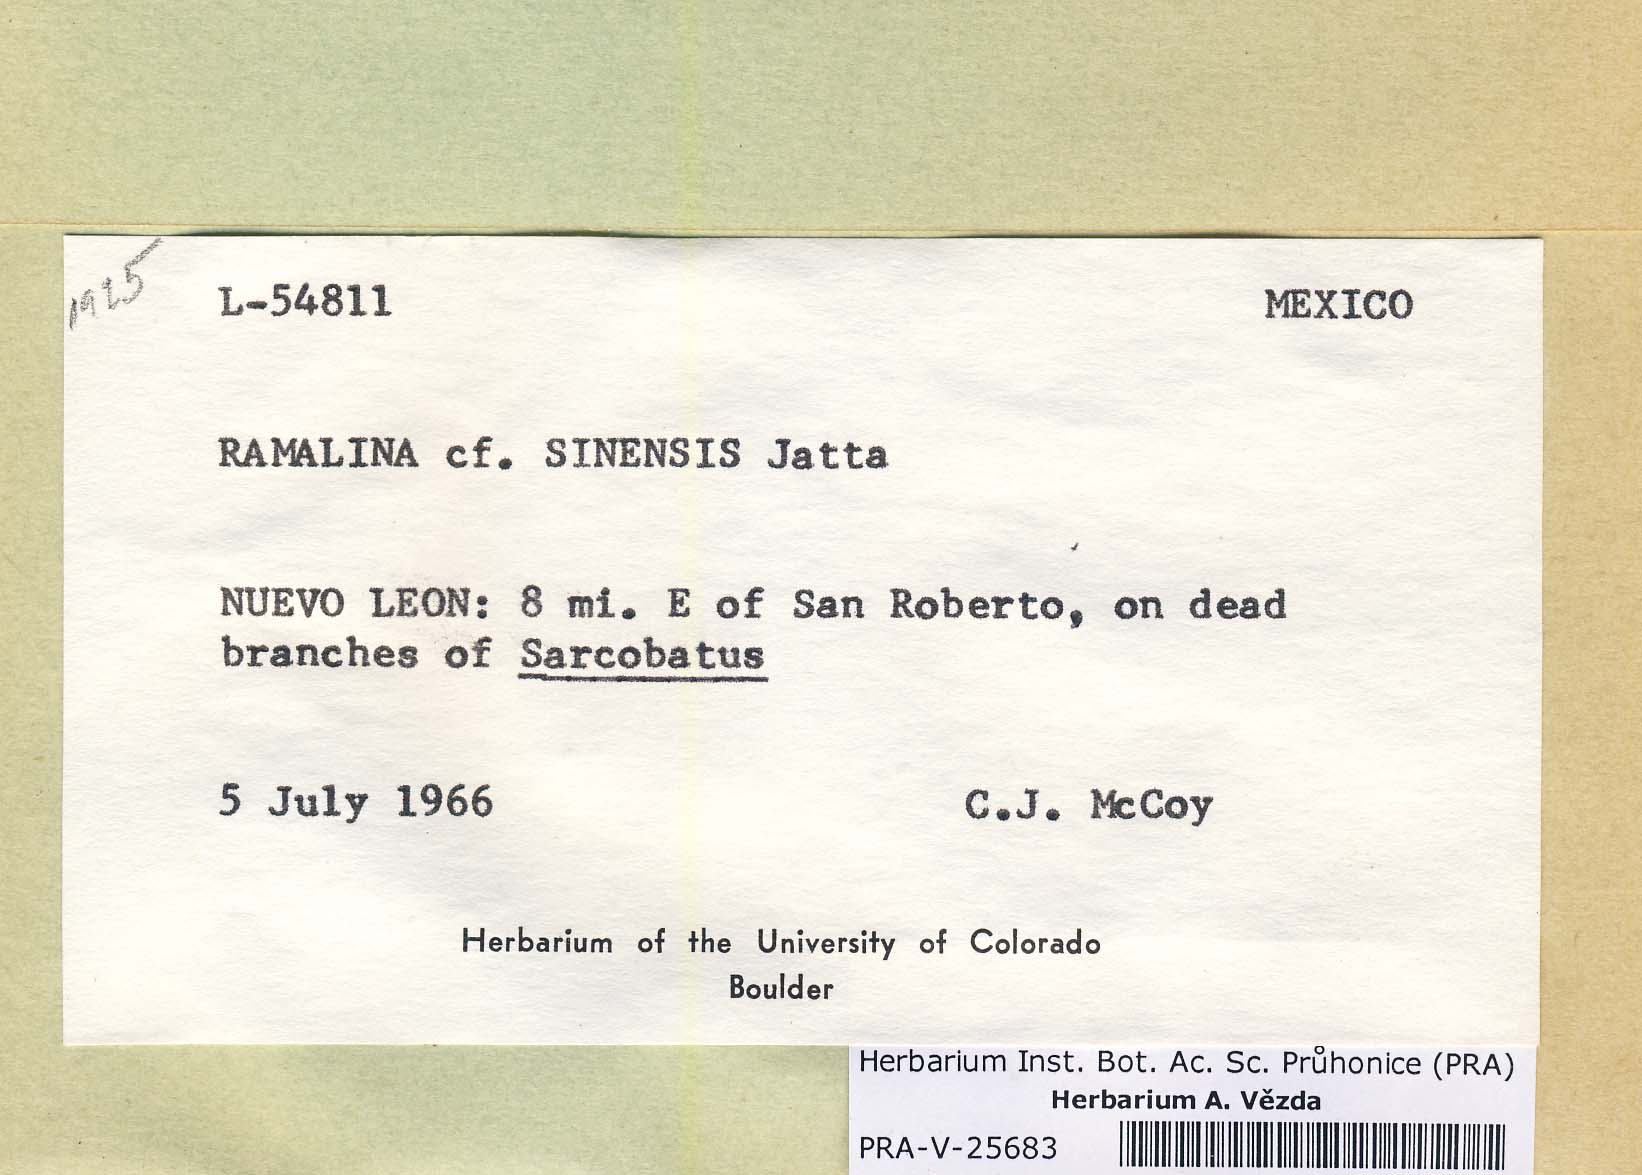 1925
L-54811 MEXICO
RAMALINA cf. SINENSIS Jatta
NUEVO LEON: 8 mi. E of San Roberto, on dead
branches of Sarcobatus
5 July 1966 C.J. McCoy
Herbarium of the University of Colorado
Boulder
Herbarium Inst. Bot. Ac. Sc. Průhonice (PRA)
Herbarium A. Vězda
PRA-V-25683